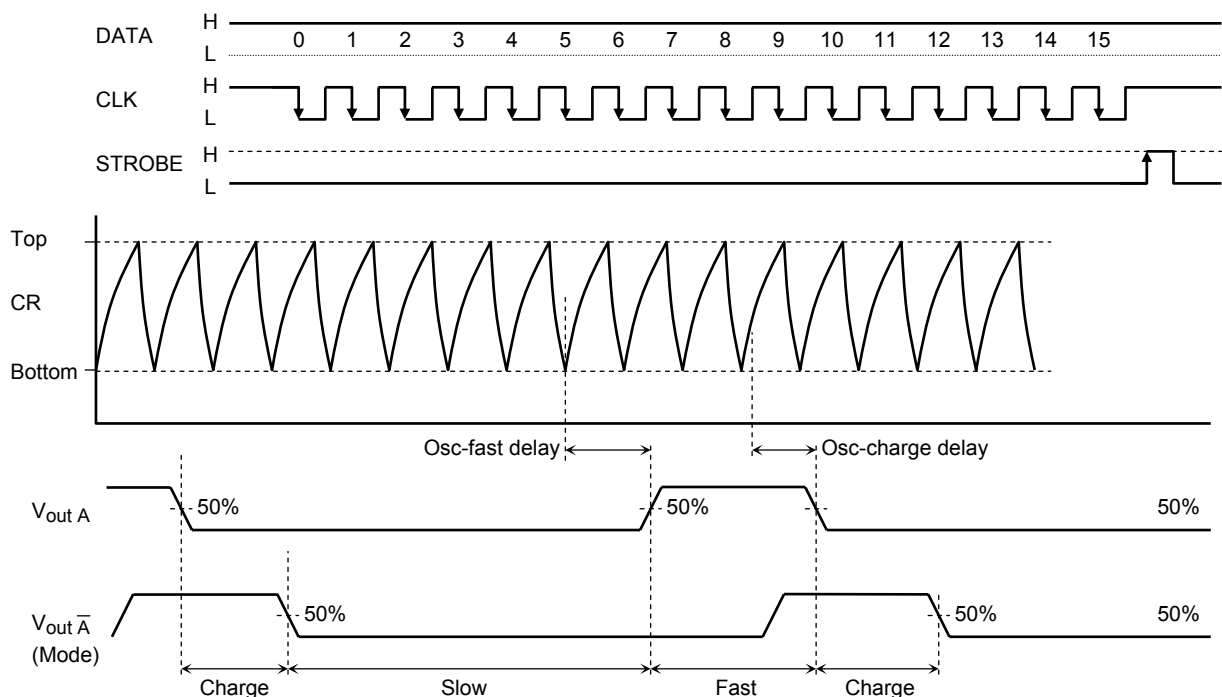 H
DATA
L
0 1 2 3 4 5 6 7 8 9 10 11 12 13 14 15
H
CLK
L
H
STROBE
L
Top
CR
Bottom
Osc-fast delay
Osc-charge delay
Vout A
50%
50%
50%
50%
Vout A̅
(Mode)
50%
50%
50%
Charge Slow Fast Charge